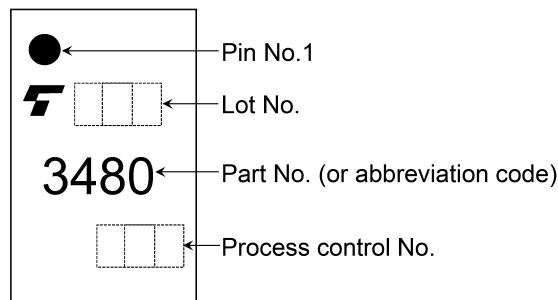 Pin No.1
Lot No.
3480 Part No. (or abbreviation code)
Process control No.